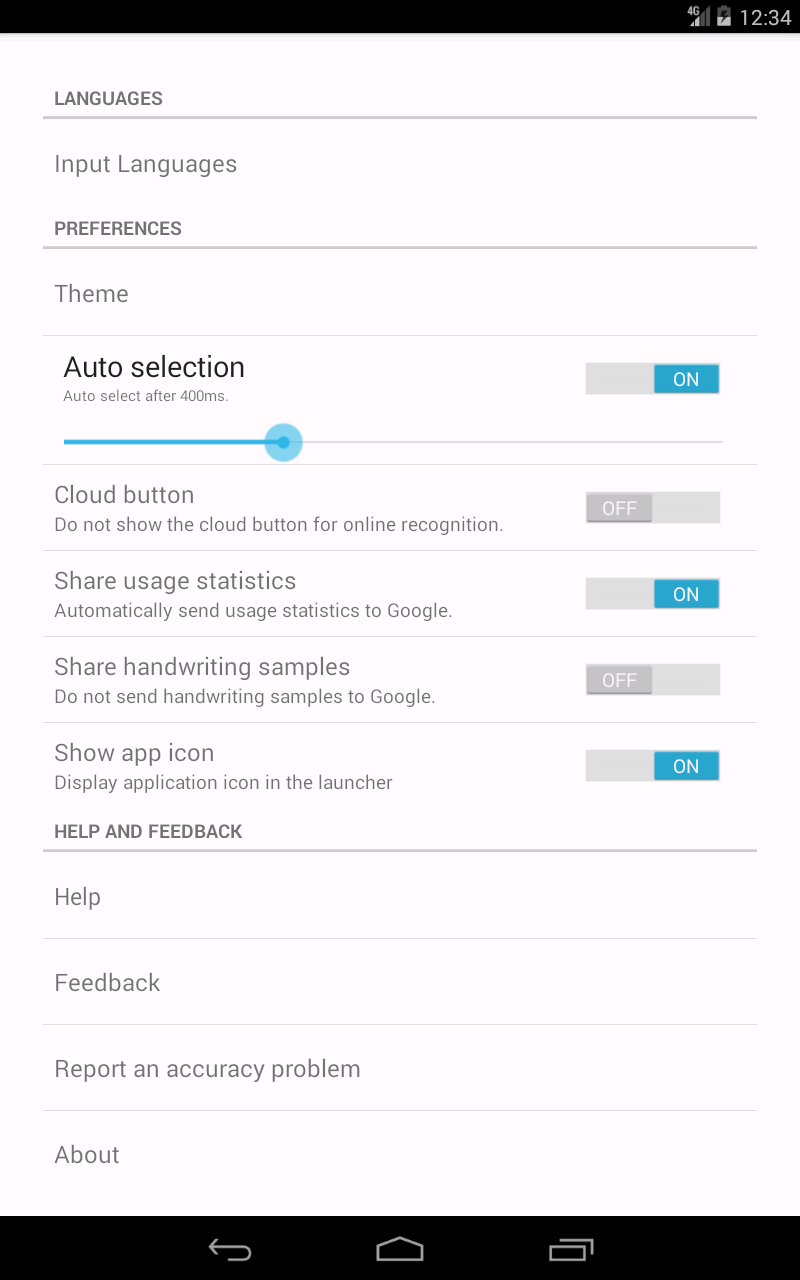 4G 12:34
LANGUAGES
Input Languages
PREFERENCES
Theme
Auto selection
ON
Auto select after 400ms.
Cloud button
OFF
Do not show the cloud button for online recognition.
Share usage statistics
ON
Automatically send usage statistics to Google.
Share handwriting samples
OFF
Do not send handwriting samples to Google.
Show app icon
ON
Display application icon in the launcher
HELP AND FEEDBACK
Help
Feedback
Report an accuracy problem
About